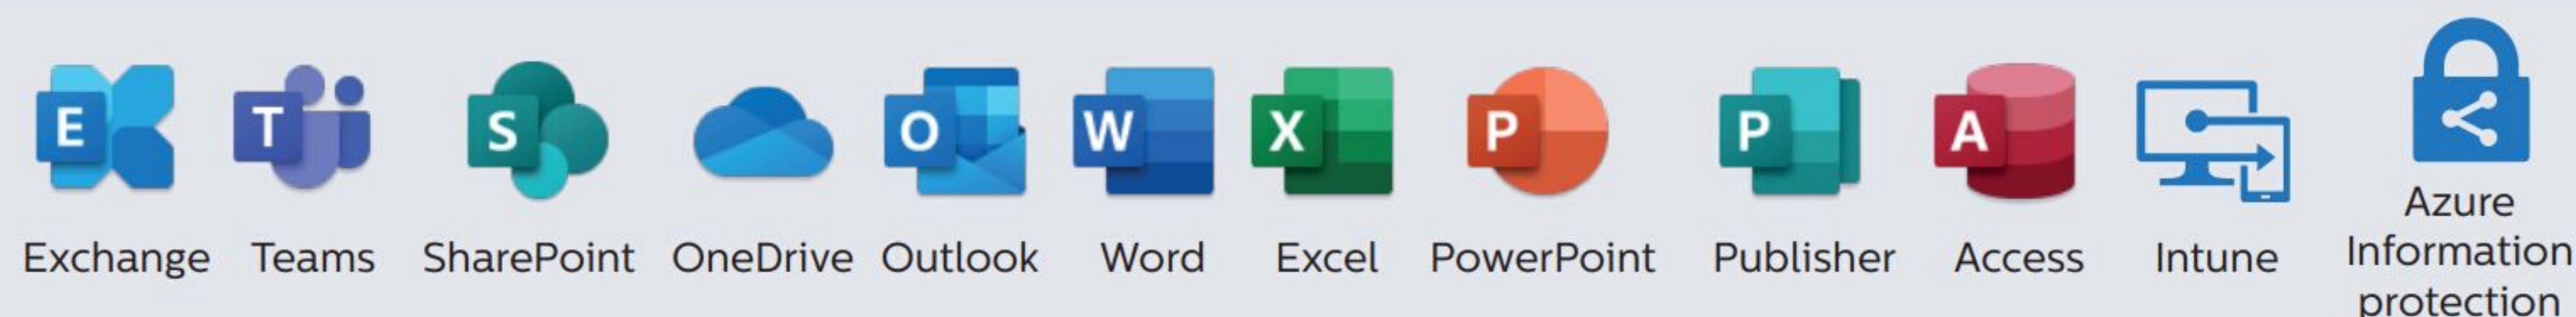 E T S O W X P P A
Exchange Teams SharePoint OneDrive Outlook Word Excel PowerPoint Publisher Access Intune Azure
Information
protection